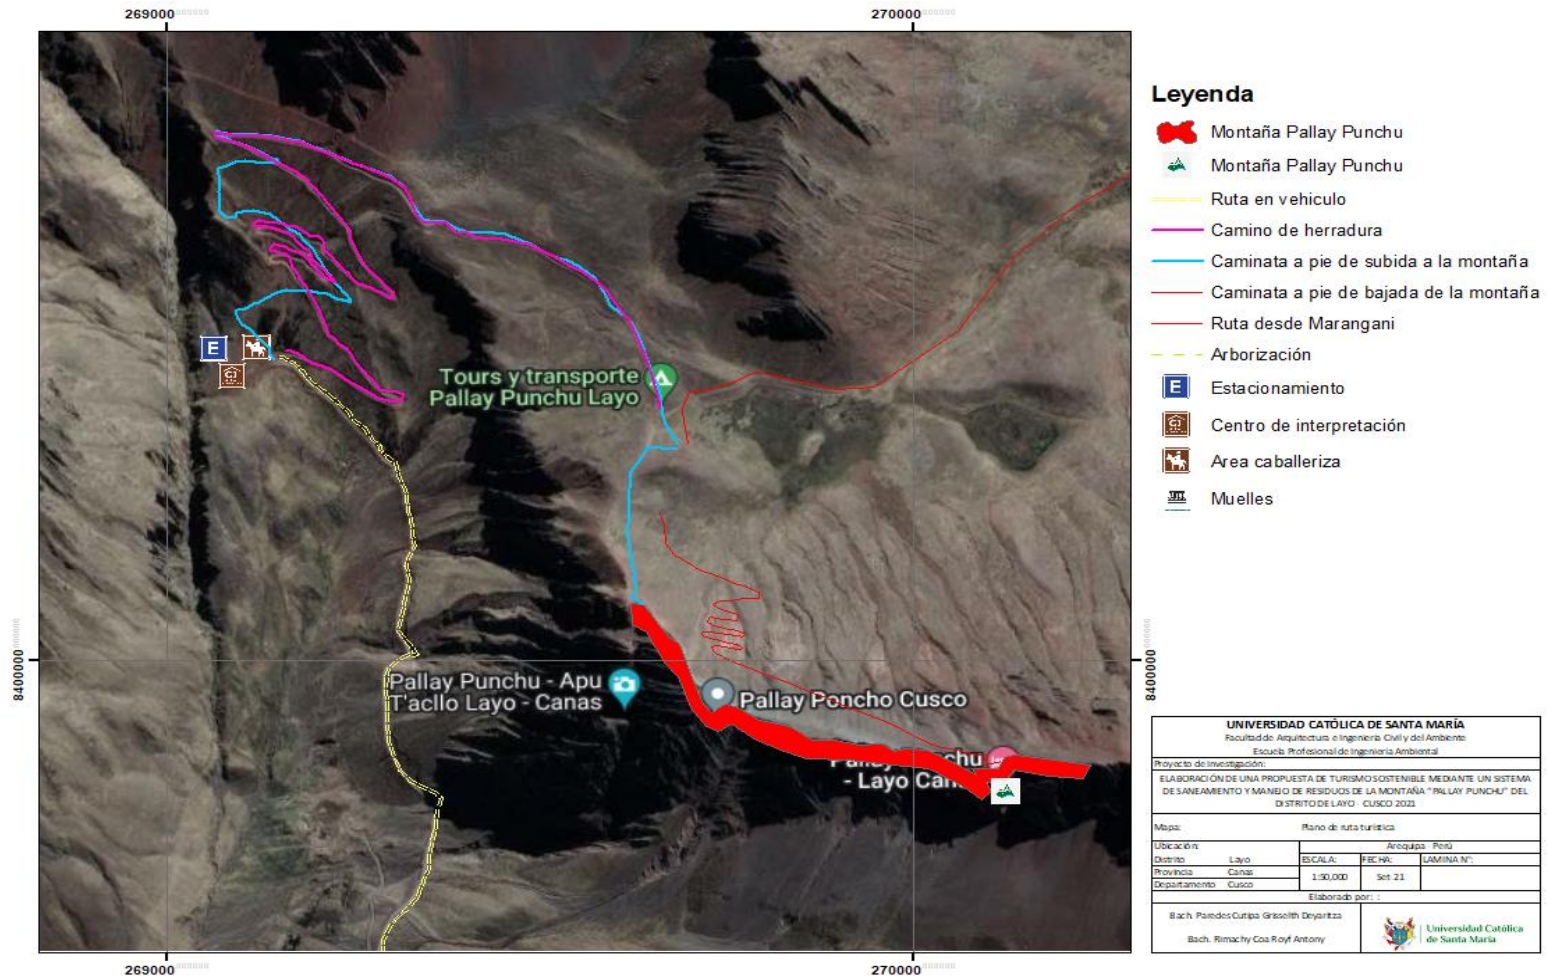 269000
270000
Leyenda
Montaña Pallay Punchu
Montaña Pallay Punchu
Ruta en vehiculo
Camino de herradura
Caminata a pie de subida a la montaña
Caminata a pie de bajada de la montaña
Ruta desde Marangani
Arborización
E Estacionamiento
Centro de interpretación
Area caballeriza
Muelles
E
Tours y transporte
Pallay Punchu Layo
8400000
8400000
Pallay Punchu - Apu
T'acllo Layo - Canas
Pallay Poncho Cusco
- Layo
UNIVERSIDAD CATÓLICA DE SANTA MARÍA
Facultad de Arquitectura e Ingeniería Civil y del Ambiente
Escuela Profesional de Ingeniería Ambiental
Proyecto de Investigación:
ELABORACIÓN DE UNA PROPUESTA DE TURISMO SOSTENIBLE MEDIANTE UN SISTEMA
DE SANEAMIENTO Y MANEJO DE RESIDUOS DE LA MONTAÑA "PALLAY PUNCHU" DEL
DISTRITO DE LAYO - CUSCO 2021
Mapa: Plano de ruta turística
Ubicación: Arequipa - Perú
Distrito Layo ESCALA: FECHA: LAMINA N°:
Provincia Canas 1:50,000 Set-21
Departamento Cusco
Elaborado por: :
Bach. Paredes Cutipa Grisselth Deyaritza
Bach. Rimachy Coa Royf Antony
Universidad Católica
de Santa María
269000
270000